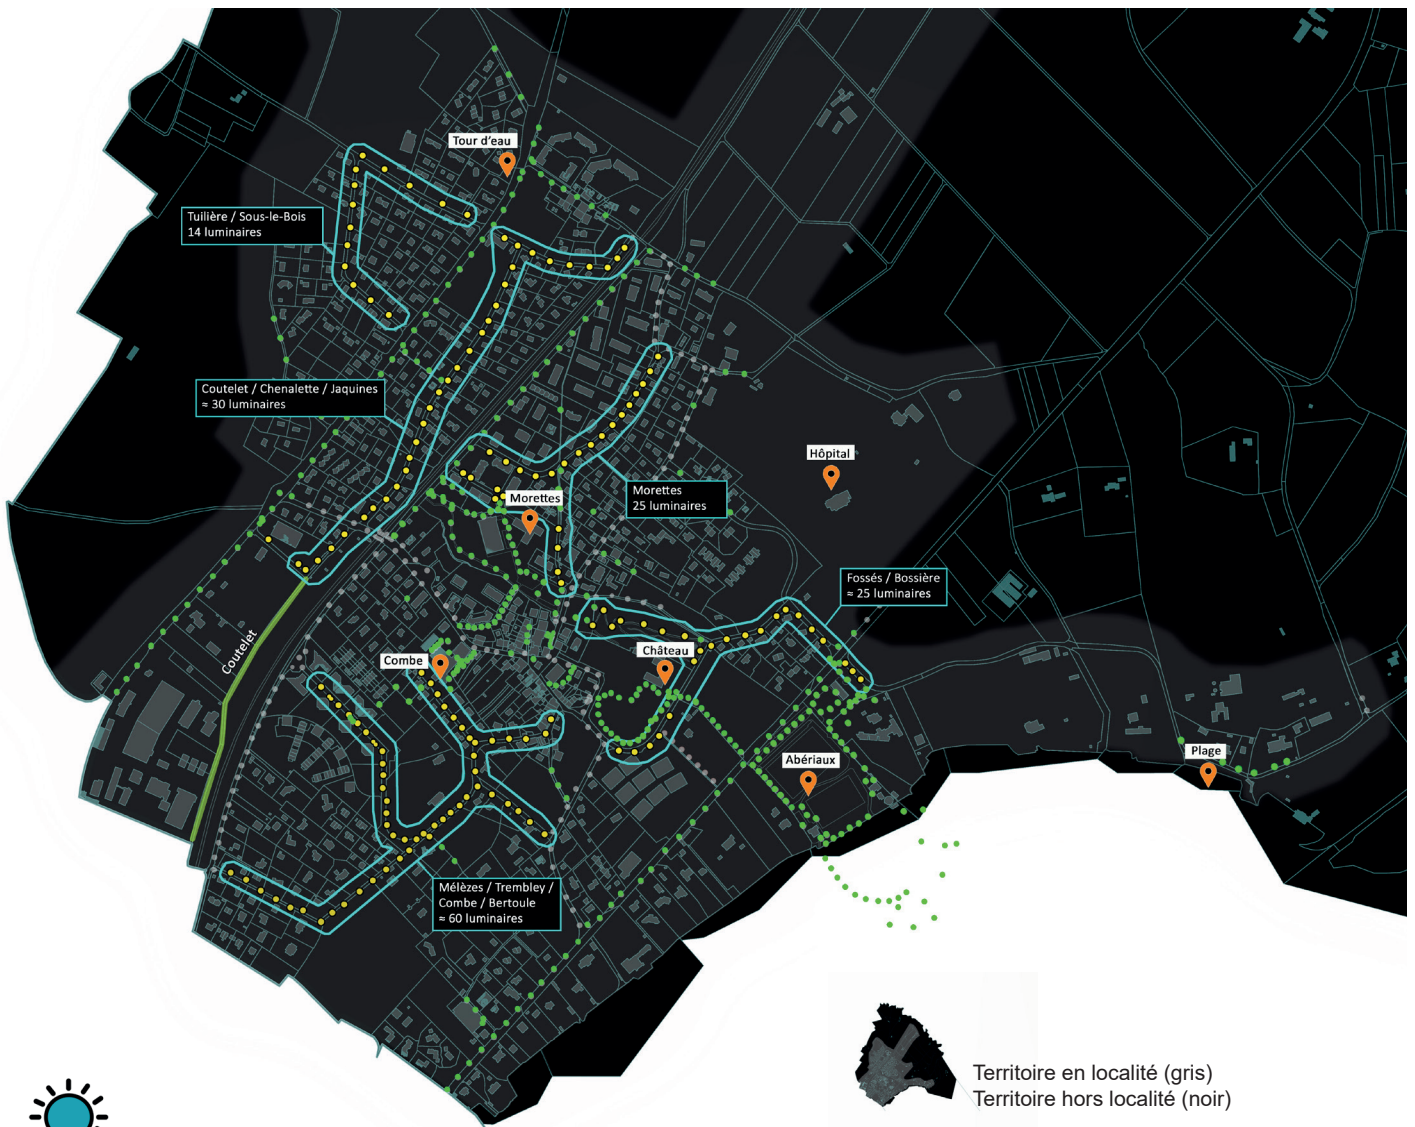 Tour d'eau
Tuilière / Sous-le-Bois
14 luminaires
Coutelet / Chenalette / Jaquines
≈ 30 luminaires
Hôpital
Morettes
Morettes
25 luminaires
Fossés / Bossière
≈ 25 luminaires
Coutelet
Château
Combe
Plage
Abériaux
Mélèzes / Trembley /
Combe / Bertoule
≈ 60 luminaires
Territoire en localité (gris)
Territoire hors localité (noir)